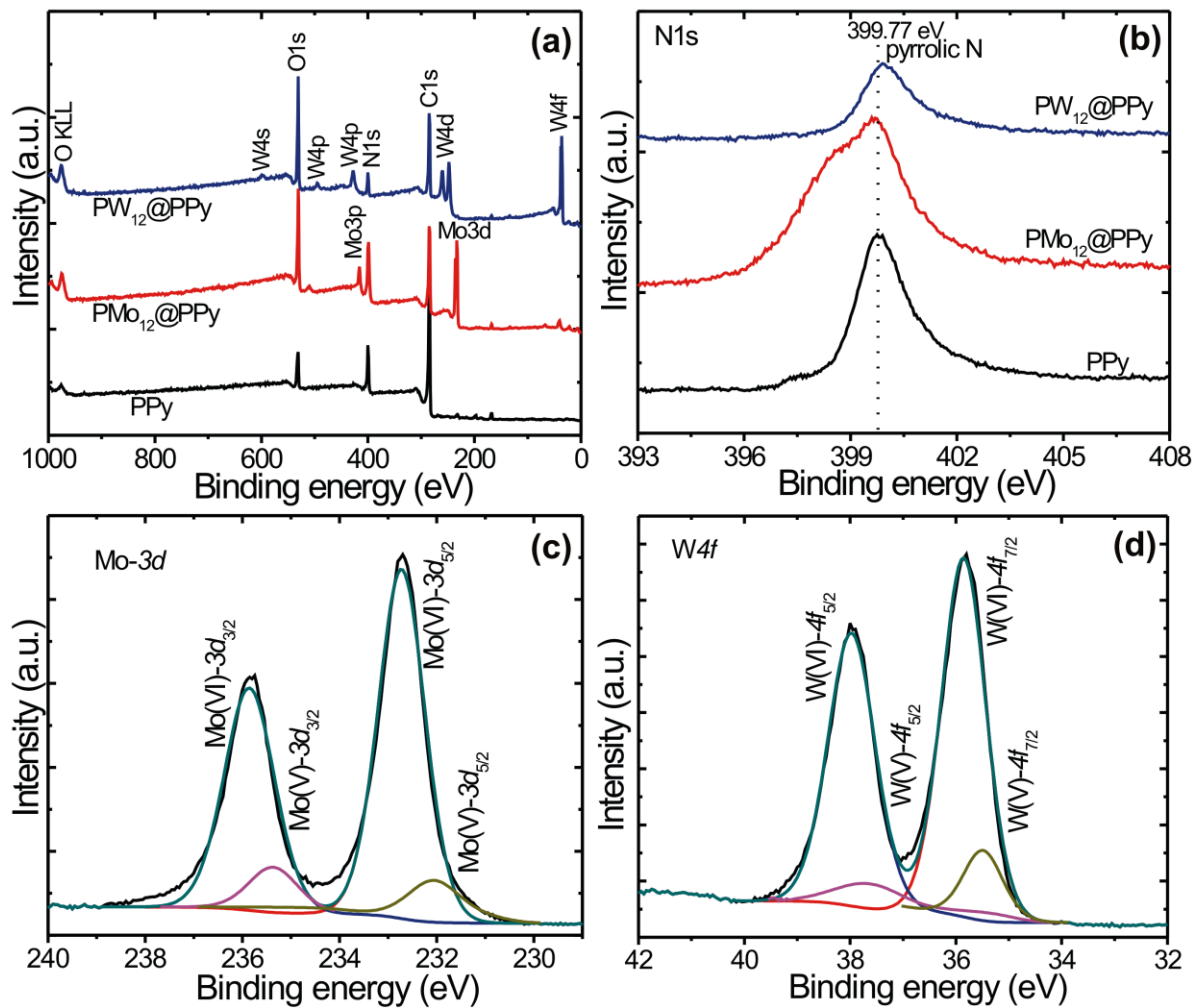 (a)
O KLL
W4s
O1s
W4p
W4p
N1s
C1s
W4d
W4f
PW₁₂@PPy
Mo3p
Mo3d
PMo₁₂@PPy
PPy
Intensity (a.u.)
1000 800 600 400 200 0
Binding energy (eV)
N1s
399.77 eV
pyrrolic N
(b)
PW₁₂@PPy
PMo₁₂@PPy
PPy
Intensity (a.u.)
393 396 399 402 405 408
Binding energy (eV)
Mo-3d
(c)
Mo(VI)-3d₃/₂
Mo(V)-3d₃/₂
Mo(VI)-3d₅/₂
Mo(V)-3d₅/₂
Intensity (a.u.)
240 238 236 234 232 230
Binding energy (eV)
W4f
(d)
W(VI)-4f₅/₂
W(V)-4f₅/₂
W(VI)-4f₇/₂
W(V)-4f₇/₂
Intensity (a.u.)
42 40 38 36 34 32
Binding energy (eV)